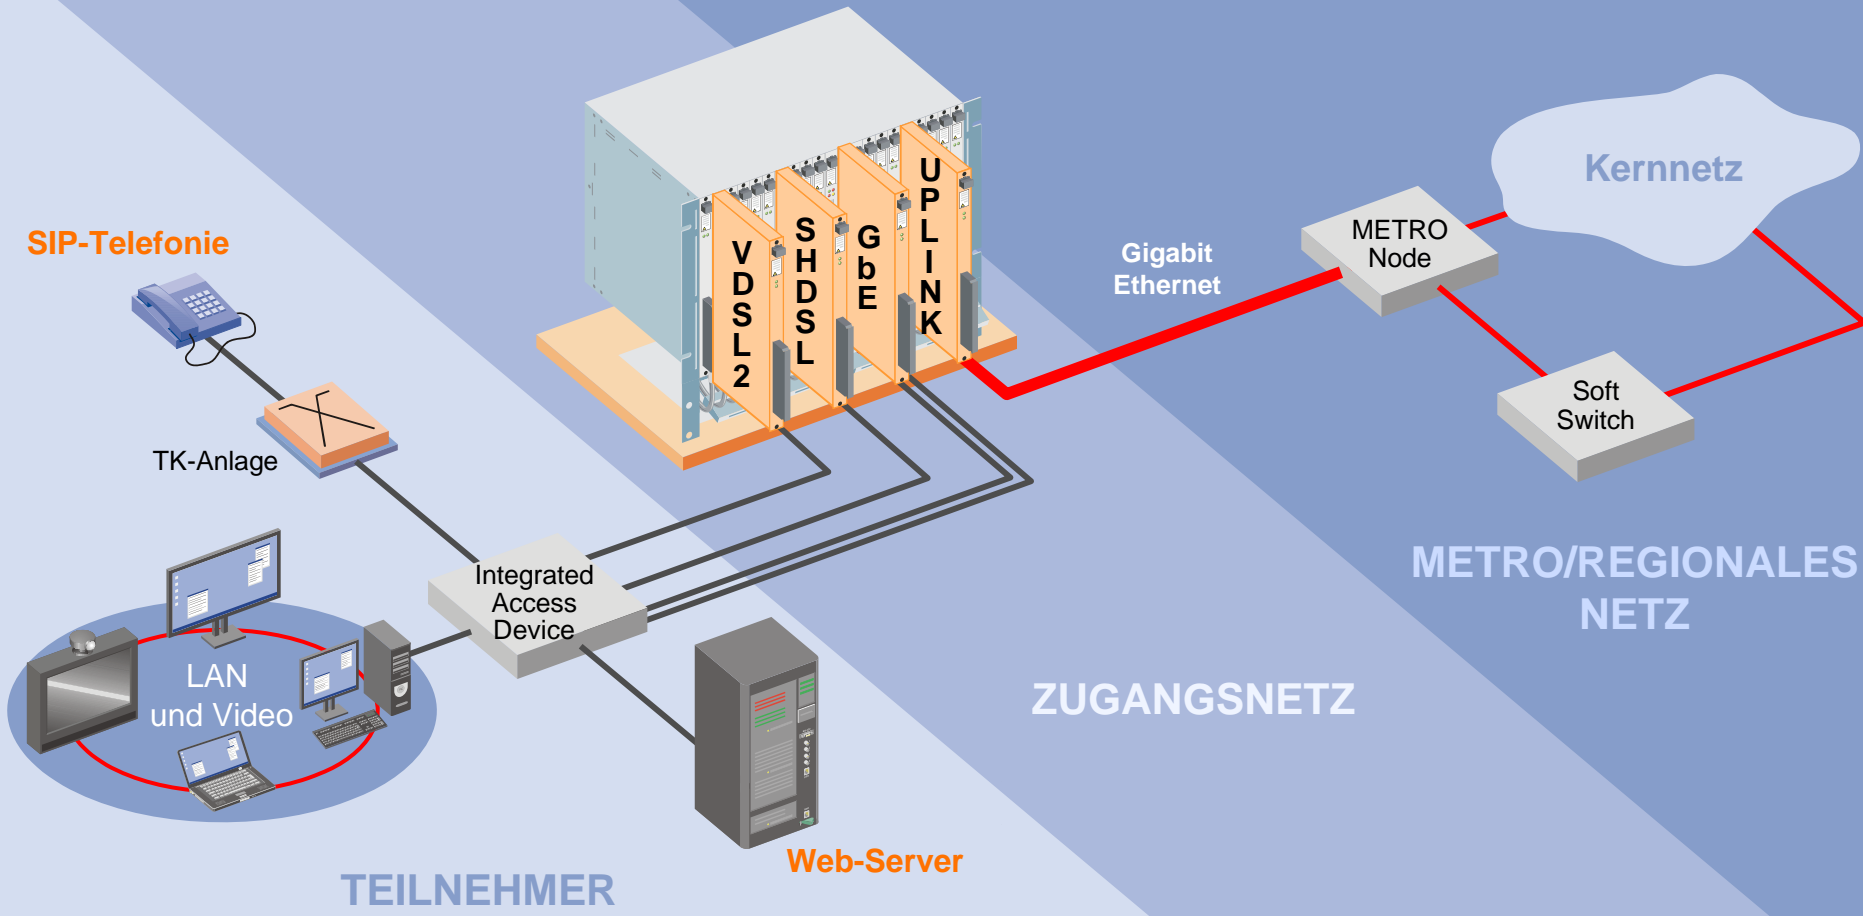 SIP-Telefonie
TK-Anlage
LAN
und Video
Integrated
Access
Device
Web-Server
TEILNEHMER
VDSL2
SHDSL
GbE
UPLINK
ZUGANGSNETZ
Gigabit
Ethernet
METRO
Node
Kernnetz
Soft
Switch
METRO/REGIONALES
NETZ